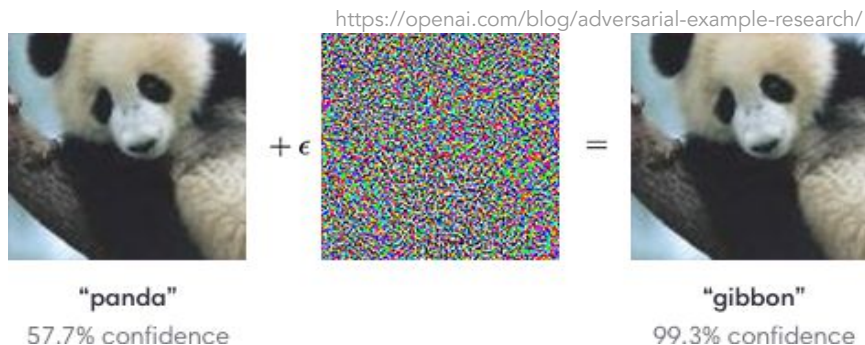 https://openai.com/blog/adversarial-example-research/
+ ϵ
=
“panda”
57.7% confidence
“gibbon”
99.3% confidence